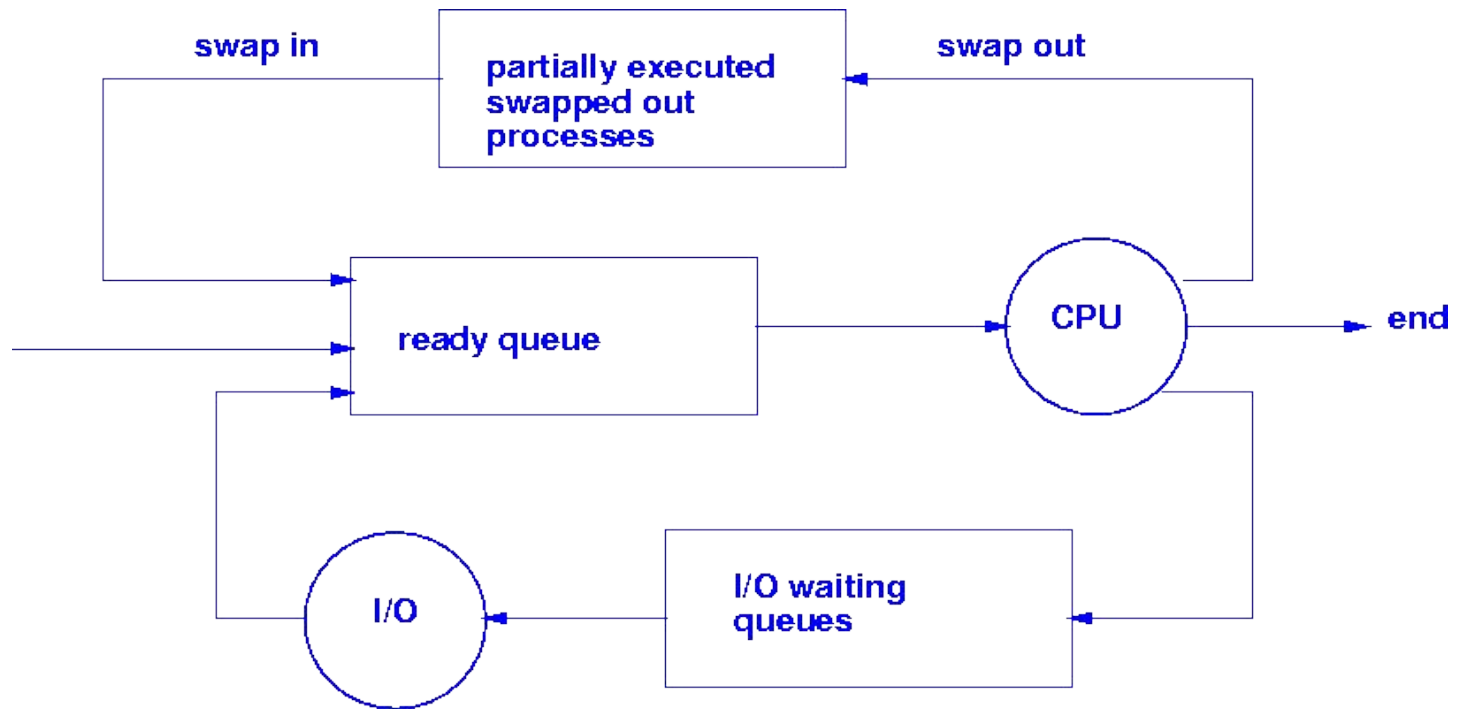 swap in
partially executed
swapped out
processes
swap out
ready queue
CPU
end
I/O
I/O waiting
queues